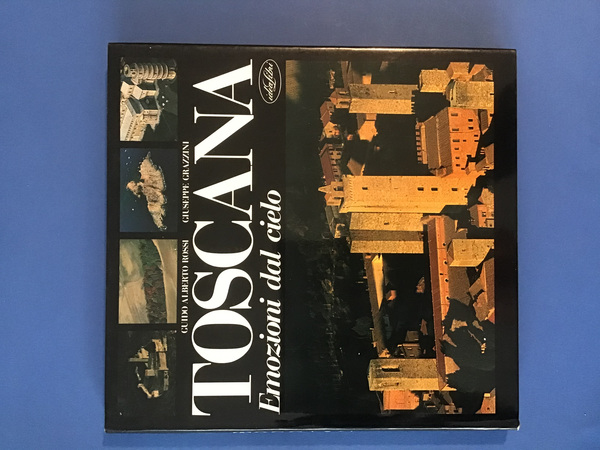 GUIDO ALBERTO ROSSI GIUSEPPE GRAZZINI
TOSCANA
Emozioni dal cielo
idealibri